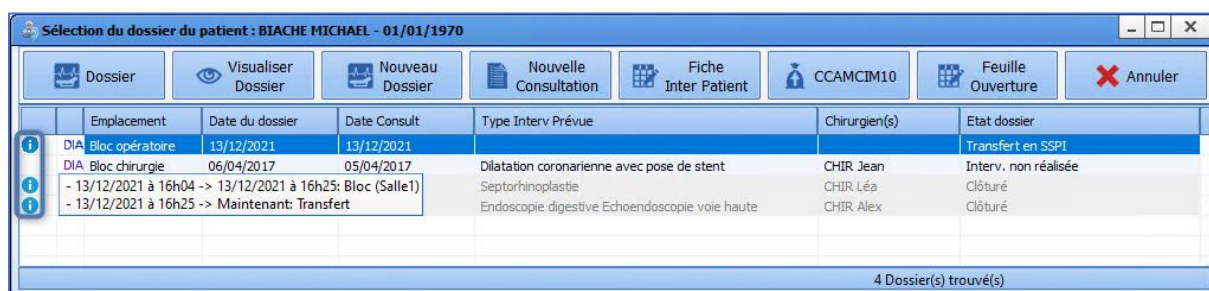 Sélection du dossier du patient : BIACHE MICHAEL - 01/01/1970
Dossier
Visualiser
Dossier
Nouveau
Dossier
Nouvelle
Consultation
Fiche
Inter Patient
CCAMCIM10
Feuille
Ouverture
Annuler
Emplacement Date du dossier Date Consult Type Interv Prévue Chirurgien(s) Etat dossier
DIA Bloc opératoire 13/12/2021 13/12/2021 Transfert en SSPI
DIA Bloc chirurgie 06/04/2017 05/04/2017 Dilatation coronarienne avec pose de stent CHIR Jean Interv. non réalisée
- 13/12/2021 à 16h04 -> 13/12/2021 à 16h25: Bloc (Salle1) Septorhinoplastie CHIR Léa Clôturé
- 13/12/2021 à 16h25 -> Maintenant: Transfert Endoscopie digestive Echoendoscopie voie haute CHIR Alex Clôturé
4 Dossier(s) trouvé(s)